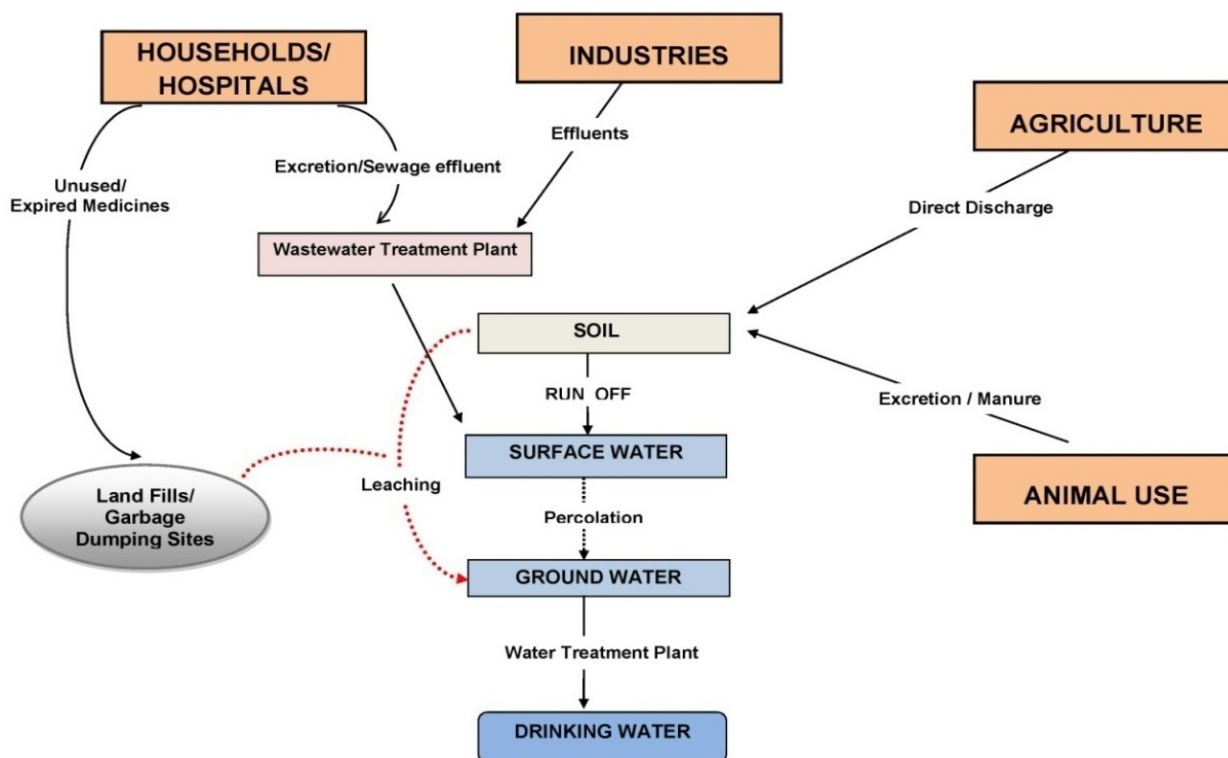 HOUSEHOLDS/
HOSPITALS
INDUSTRIES
AGRICULTURE
Effluents
Excretion/Sewage effluent
Unused/
Expired Medicines
Direct Discharge
Wastewater Treatment Plant
SOIL
RUN OFF
Excretion / Manure
SURFACE WATER
Leaching
Land Fills/
Garbage
Dumping Sites
ANIMAL USE
Percolation
GROUND WATER
Water Treatment Plant
DRINKING WATER